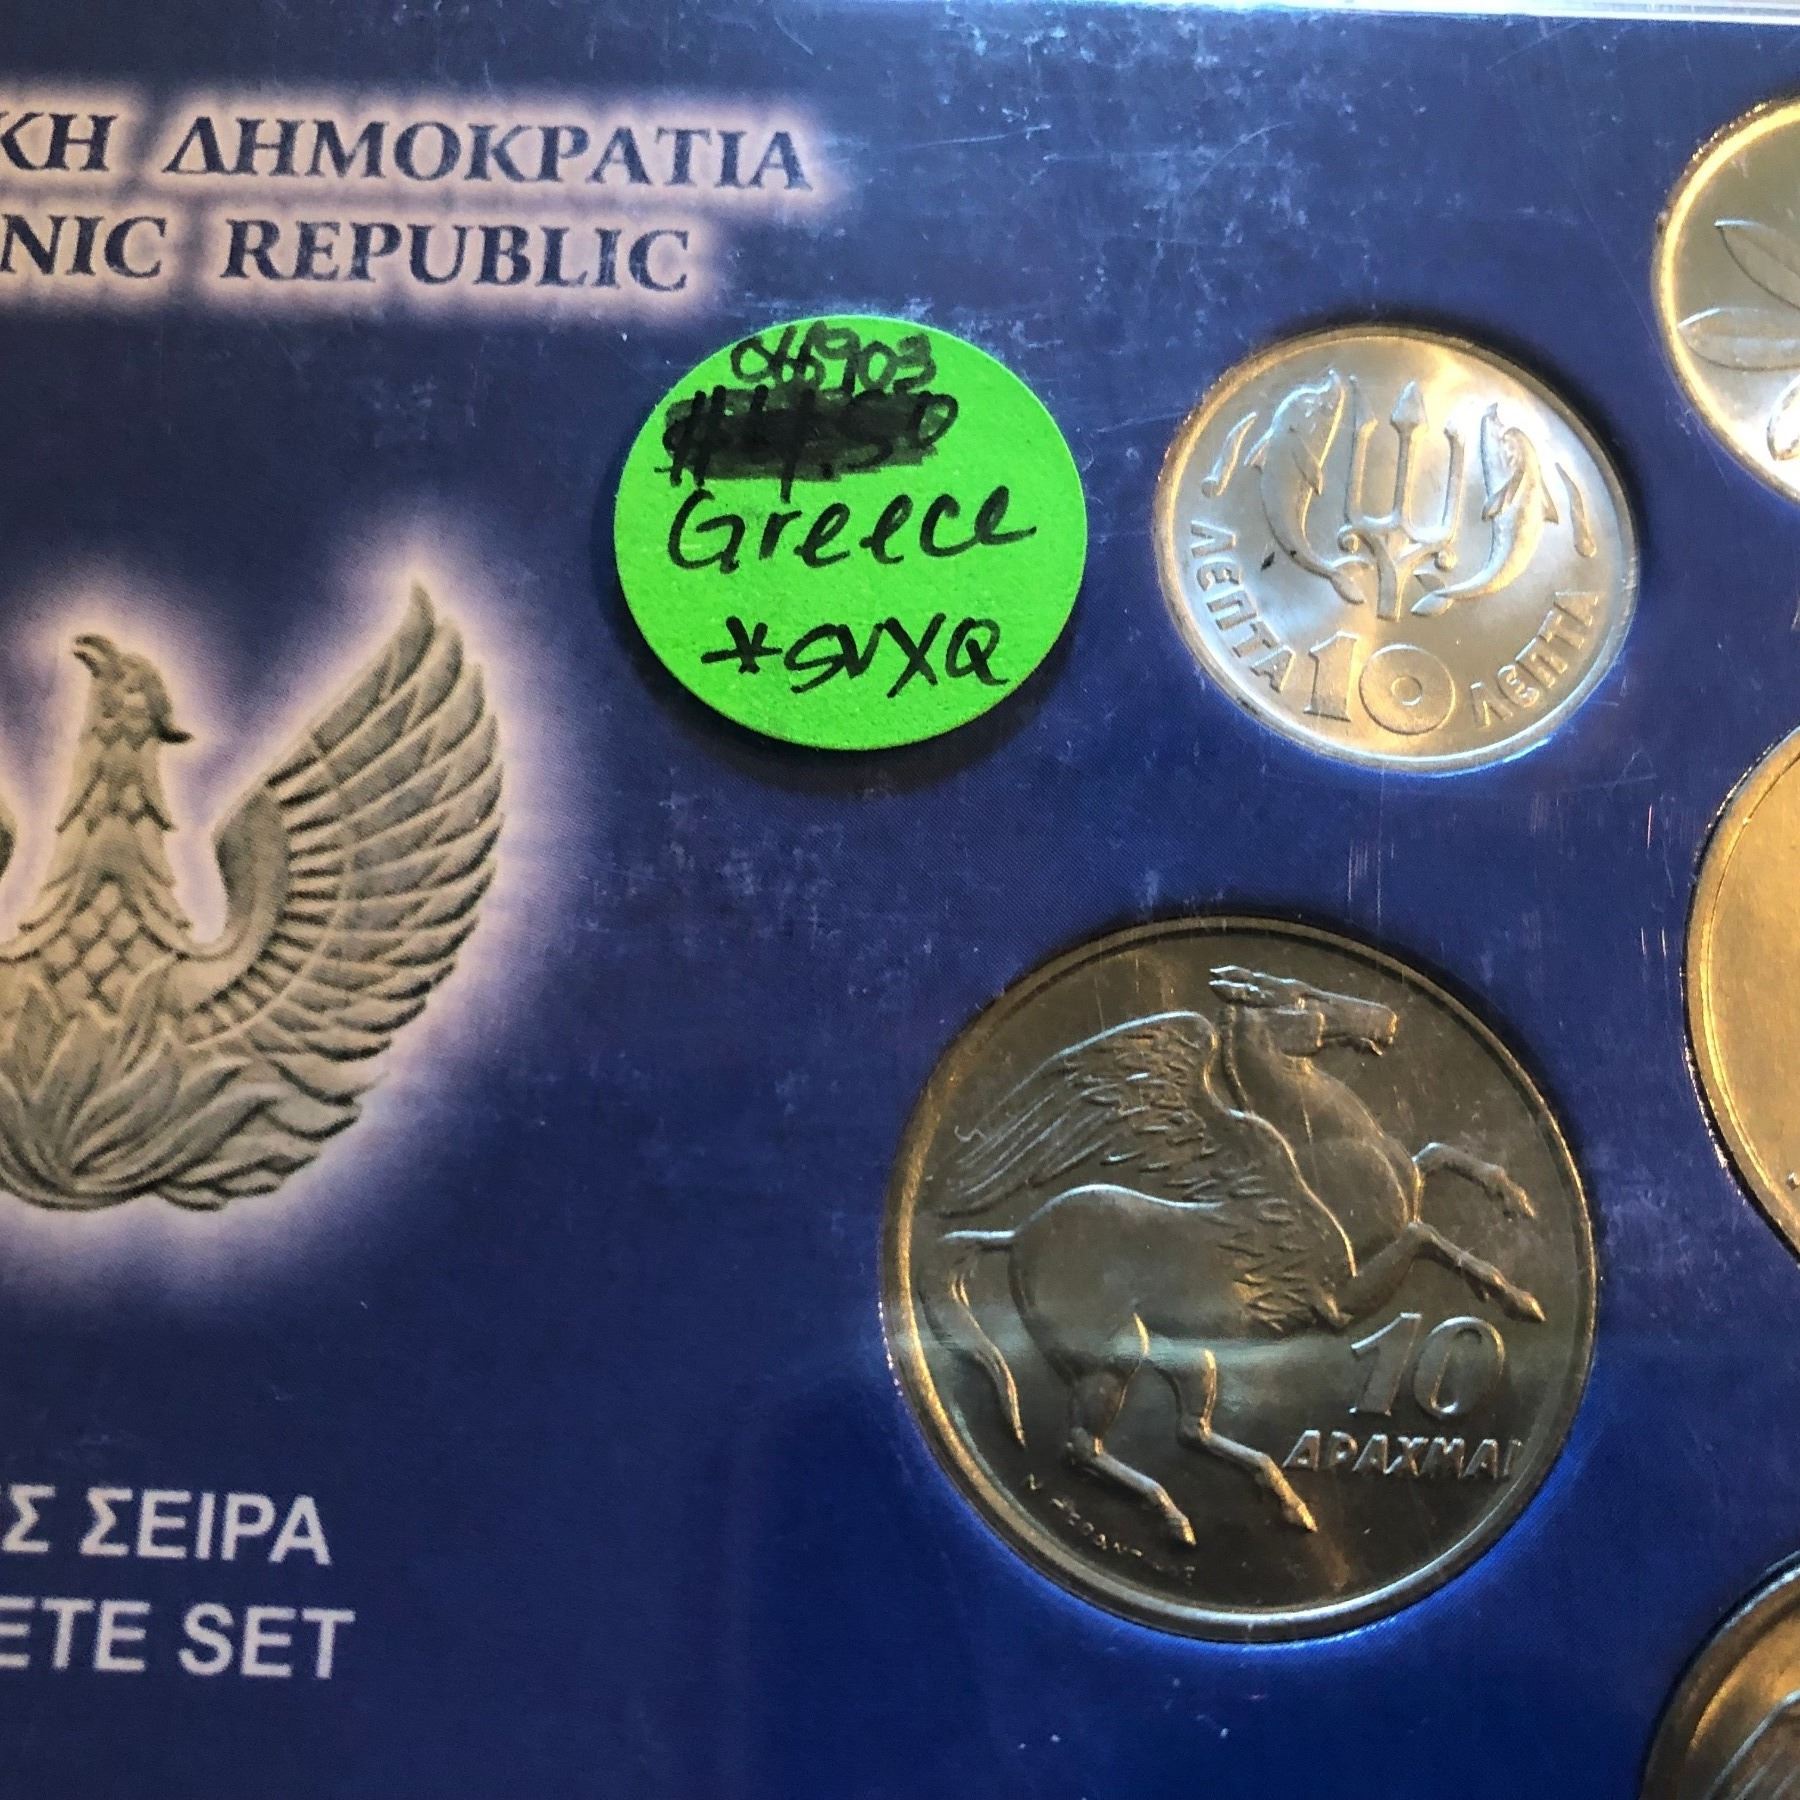 ΚΗ ΔΗΜΟΚΡΑΤΙΑ
NIC REPUBLIC
Greece
*SVXQ
ΛΕΠΤΑ 10 ΛΕΠΤΑ
10
ΔΡΑΧΜΑΙ
Σ ΣΕΙΡΑ
ETE SET